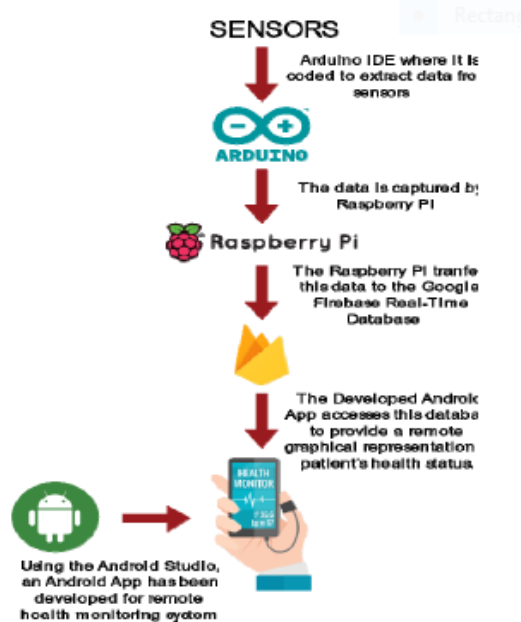 Rectang
SENSORS
Arduino IDE where it is
coded to extract data fro
sensors
ARDUINO
The data is captured by
Raspberry Pi
Raspberry Pi
The Raspberry Pi tranfe
this data to the Google
Firebase Real-Time
Database
The Developed Android
App accesses this databa
to provide a remote
graphical representation
patient's health status.
HEALTH
MONITOR
Using the Android Studio,
an Android App has been
developed for remote
health monitoring system